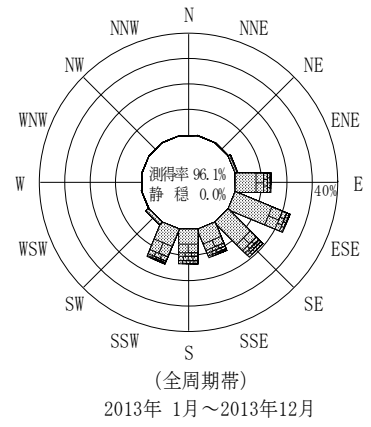 N
NNW NNE
NW NE
WNW ENE
測得率 96.1%
W 40% E
静 穏 0.0%
WSW ESE
SW SE
SSW SSE
S
(全周期帯)
2013年 1月～2013年12月